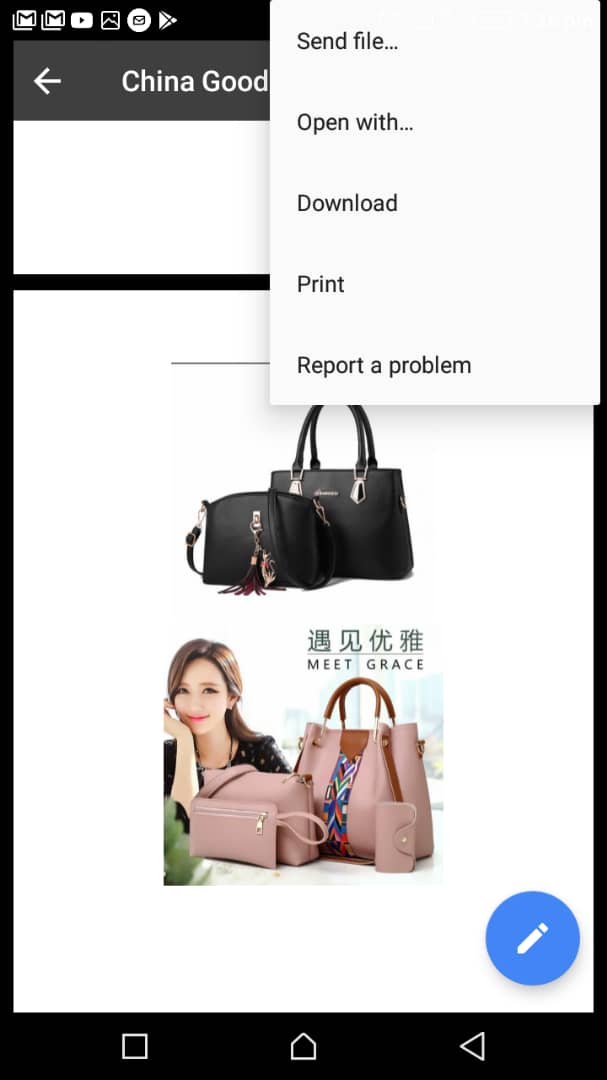 Send file...
China Good
Open with...
Download
Print
Report a problem
遇见优雅
MEET GRACE